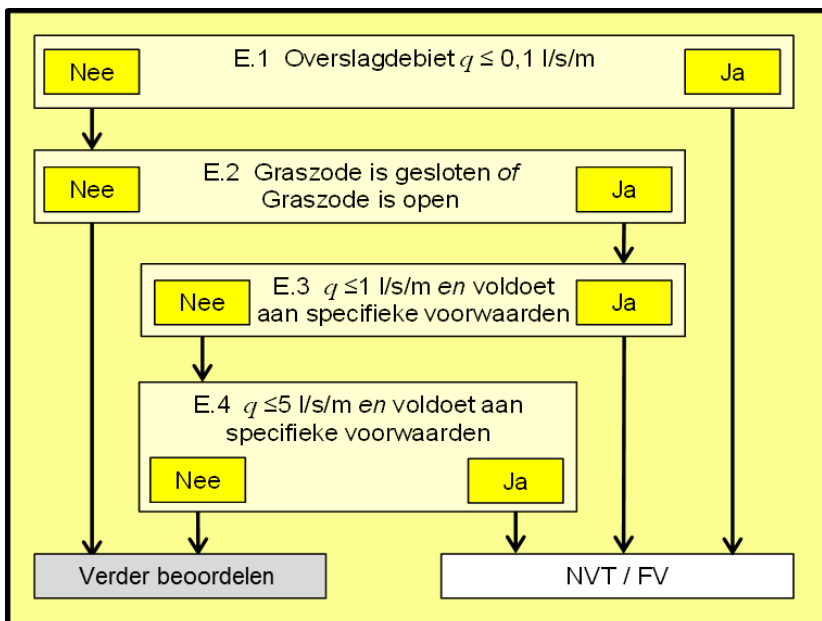 E.1 Overslagdebiet q ≤ 0,1 l/s/m
Nee
Ja
E.2 Graszode is gesloten of
Graszode is open
Nee
Ja
E.3 q ≤1 l/s/m en voldoet
aan specifieke voorwaarden
Nee
Ja
E.4 q ≤5 l/s/m en voldoet aan
specifieke voorwaarden
Nee
Ja
Verder beoordelen
NVT / FV